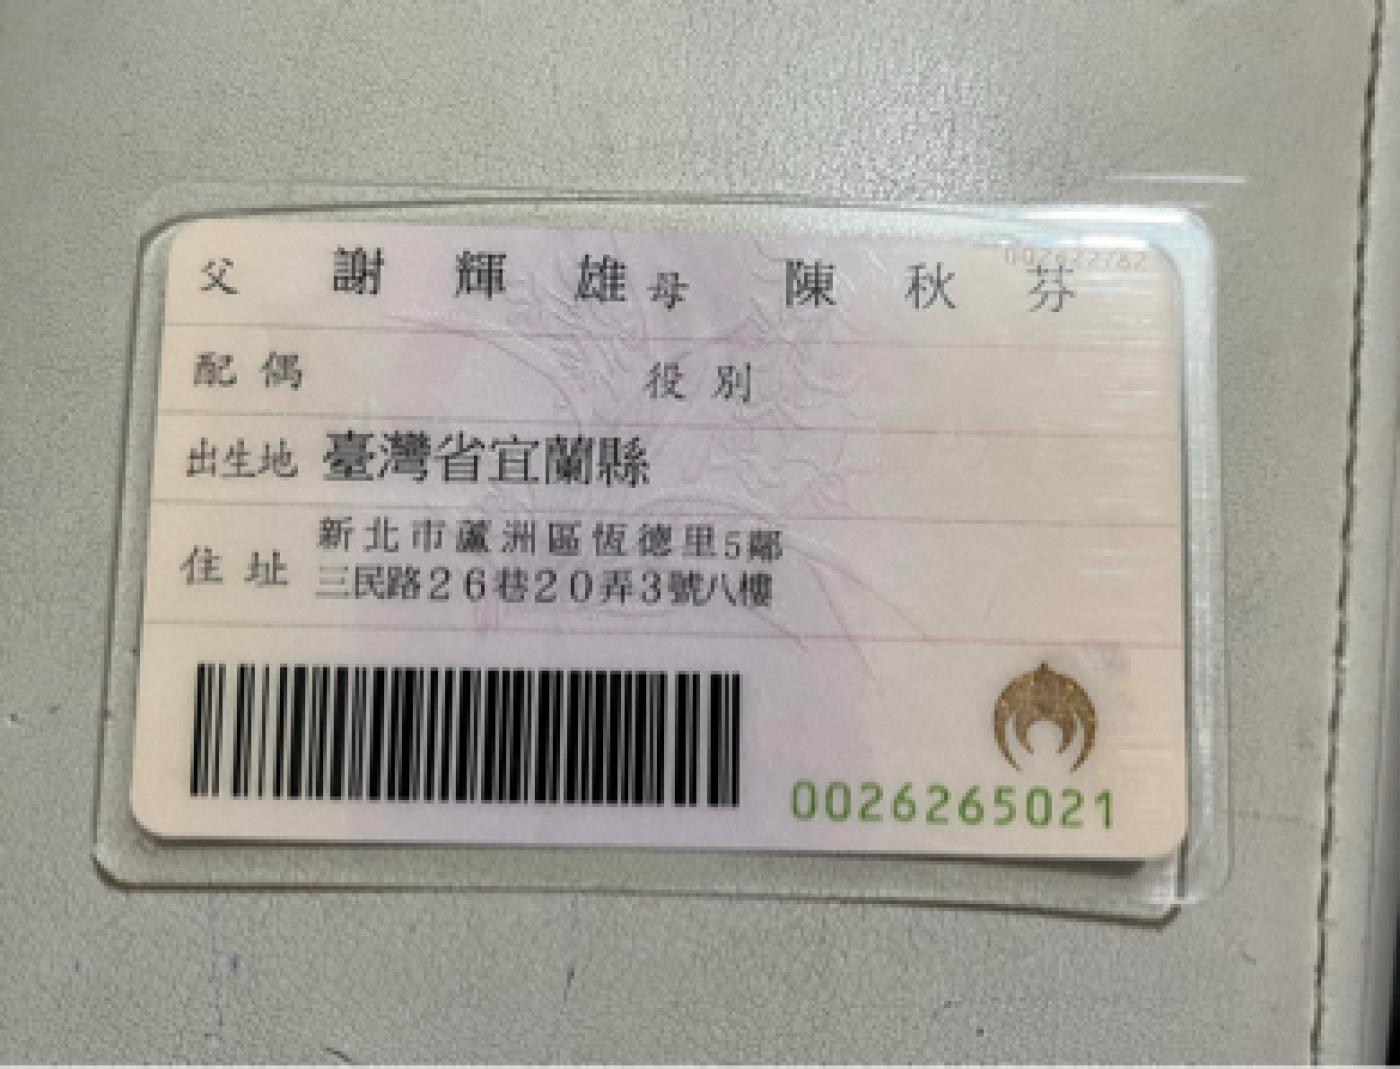 父 謝輝雄 母 陳秋芬
配偶 役別
出生地 臺灣省宜蘭縣
住址 新北市蘆洲區恆德里5鄰
三民路26巷20弄3號八樓
0026265021